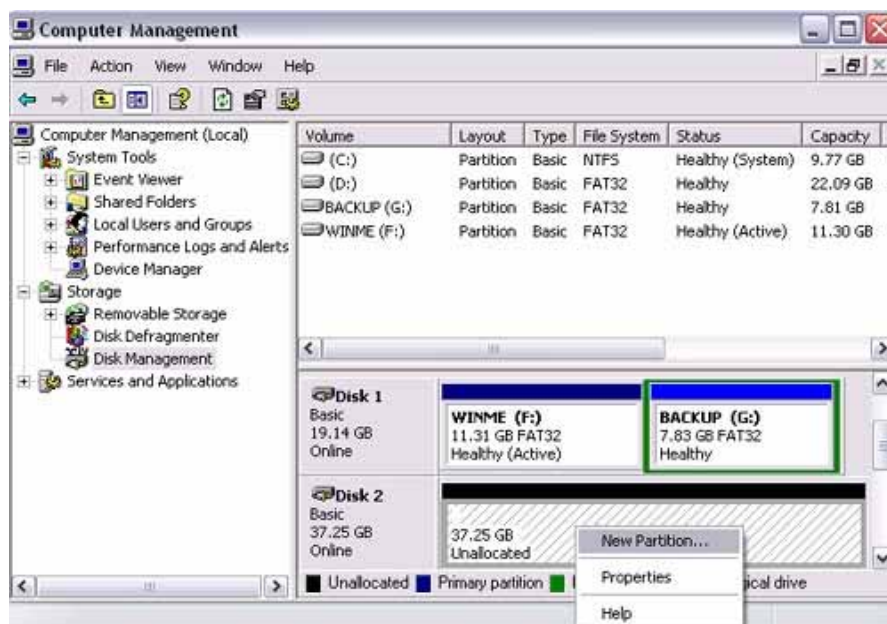 Computer Management
File Action View Window Help
Computer Management (Local)
System Tools
Event Viewer
Shared Folders
Local Users and Groups
Performance Logs and Alerts
Device Manager
Storage
Removable Storage
Disk Defragmenter
Disk Management
Services and Applications
Volume Layout Type File System Status Capacity
(C:) Partition Basic NTFS Healthy (System) 9.77 GB
(D:) Partition Basic FAT32 Healthy 22.09 GB
BACKUP (G:) Partition Basic FAT32 Healthy 7.81 GB
WINME (F:) Partition Basic FAT32 Healthy (Active) 11.30 GB
Disk 1
Basic
19.14 GB
Online
WINME (F:)
11.31 GB FAT32
Healthy (Active)
BACKUP (G:)
7.83 GB FAT32
Healthy
Disk 2
Basic
37.25 GB
Online
37.25 GB
Unallocated
New Partition...
Properties
Help
Unallocated Primary partition drive